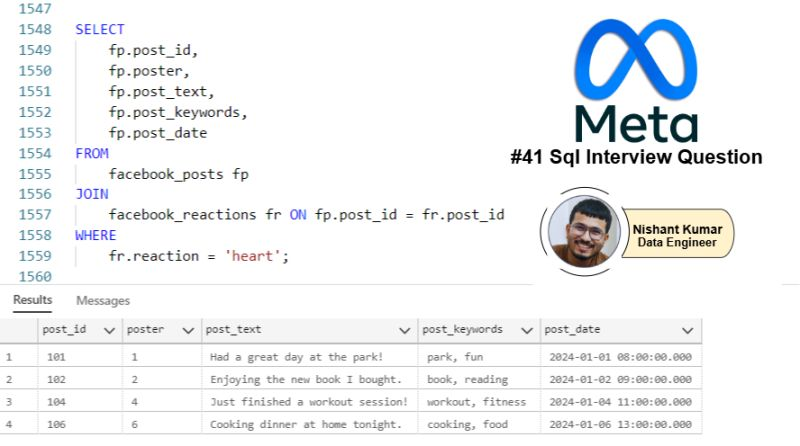 1547
1548 SELECT
1549 fp.post_id,
1550 fp.poster,
1551 fp.post_text,
1552 fp.post_keywords,
1553 fp.post_date
1554 FROM
1555 facebook_posts fp
1556 JOIN
1557 facebook_reactions fr ON fp.post_id = fr.post_id
1558 WHERE
1559 fr.reaction = 'heart';
1560
Meta
#41 Sql Interview Question
Nishant Kumar
Data Engineer
Results Messages
post_id poster post_text post_keywords post_date
1 101 1 Had a great day at the park! park, fun 2024-01-01 08:00:00.000
2 102 2 Enjoying the new book I bought. book, reading 2024-01-02 09:00:00.000
3 104 4 Just finished a workout session! workout, fitness 2024-01-04 11:00:00.000
4 106 6 Cooking dinner at home tonight. cooking, food 2024-01-06 13:00:00.000